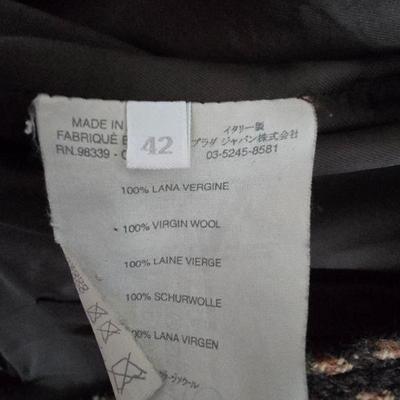 MADE IN
FABRIQUÉ
RN.98339 -
42
イタリー製
プラダ ジャパン株式会社
03-5245-8581
100% LANA VERGINE
100% VIRGIN WOOL
100% LAINE VIERGE
100% SCHURWOLLE
100% LANA VIRGEN